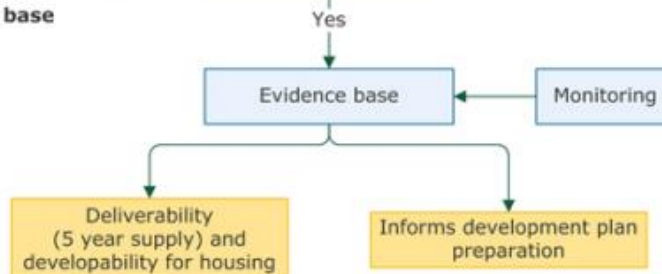 base
Yes
Evidence base
Monitoring
Deliverability
(5 year supply) and
developability for housing
Informs development plan
preparation